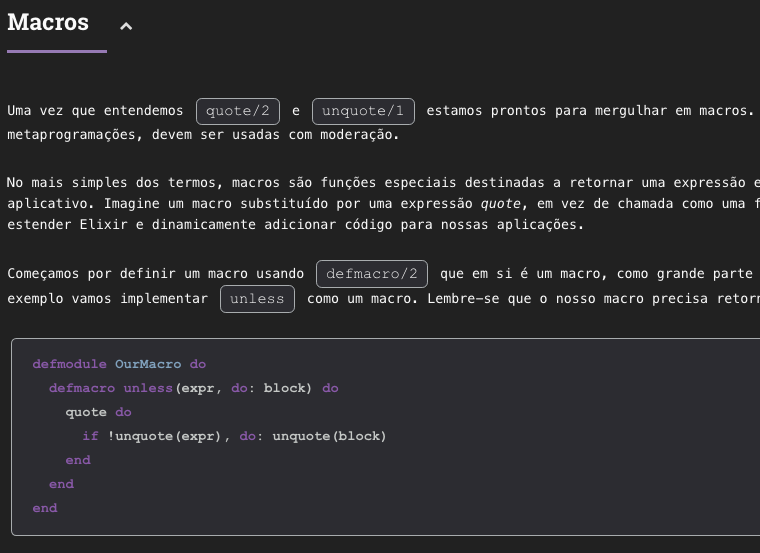 Macros
Uma vez que entendemos quote/2 e unquote/1 estamos prontos para mergulhar em macros.
metaprogramações, devem ser usadas com moderação.
No mais simples dos termos, macros são funções especiais destinadas a retornar uma expressão e
aplicativo. Imagine um macro substituído por uma expressão quote, em vez de chamada como uma f
estender Elixir e dinamicamente adicionar código para nossas aplicações.
Começamos por definir um macro usando defmacro/2 que em si é um macro, como grande parte
exemplo vamos implementar unless como um macro. Lembre-se que o nosso macro precisa retorn
defmodule OurMacro do
  defmacro unless(expr, do: block) do
    quote do
      if !unquote(expr), do: unquote(block)
    end
  end
end